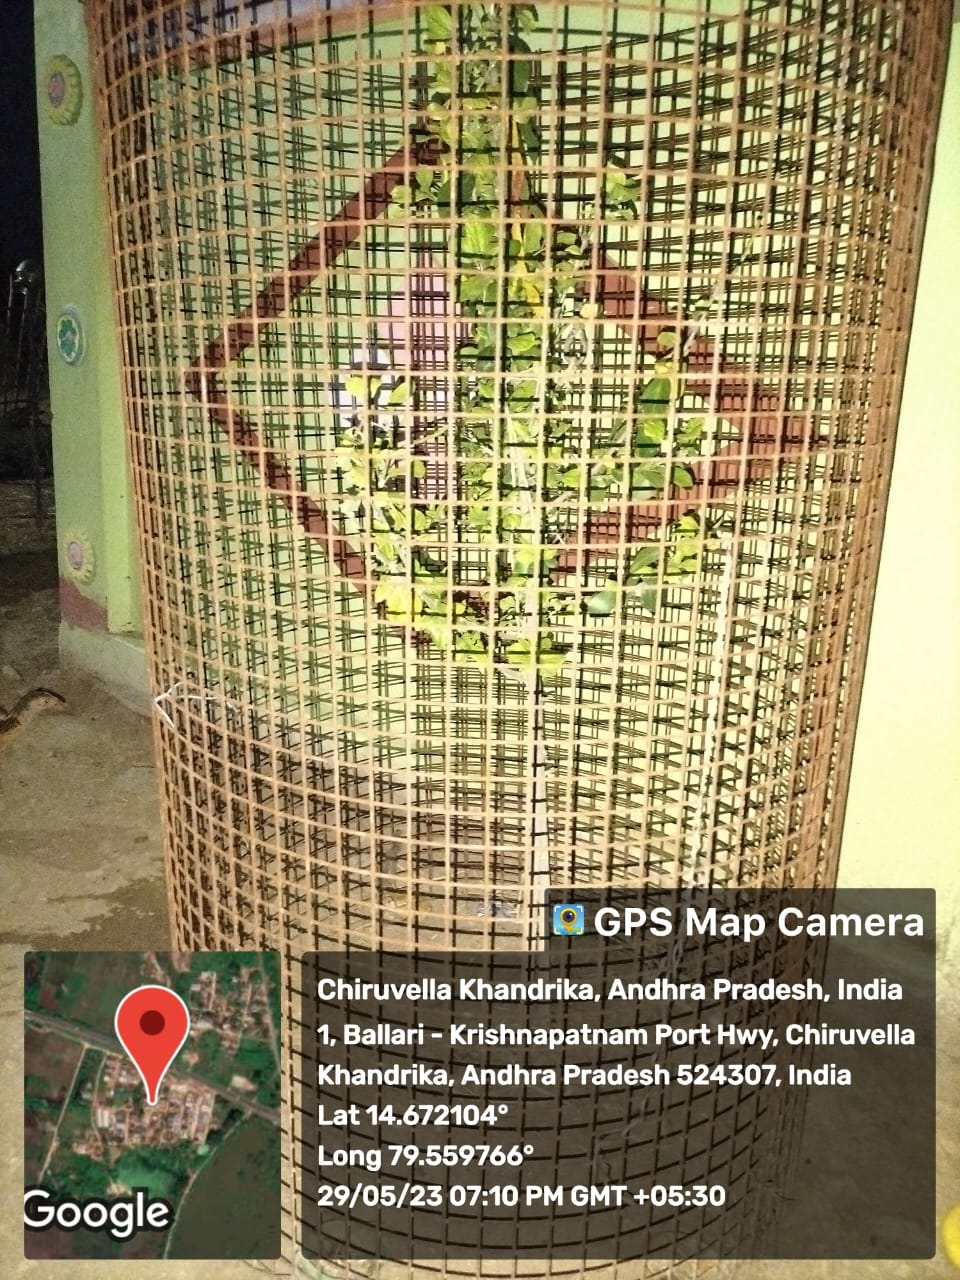 GPS Map Camera
Chiruvella Khandrika, Andhra Pradesh, India
1, Ballari - Krishnapatnam Port Hwy, Chiruvella
Khandrika, Andhra Pradesh 524307, India
Lat 14.672104°
Long 79.559766°
29/05/23 07:10 PM GMT +05:30
Google